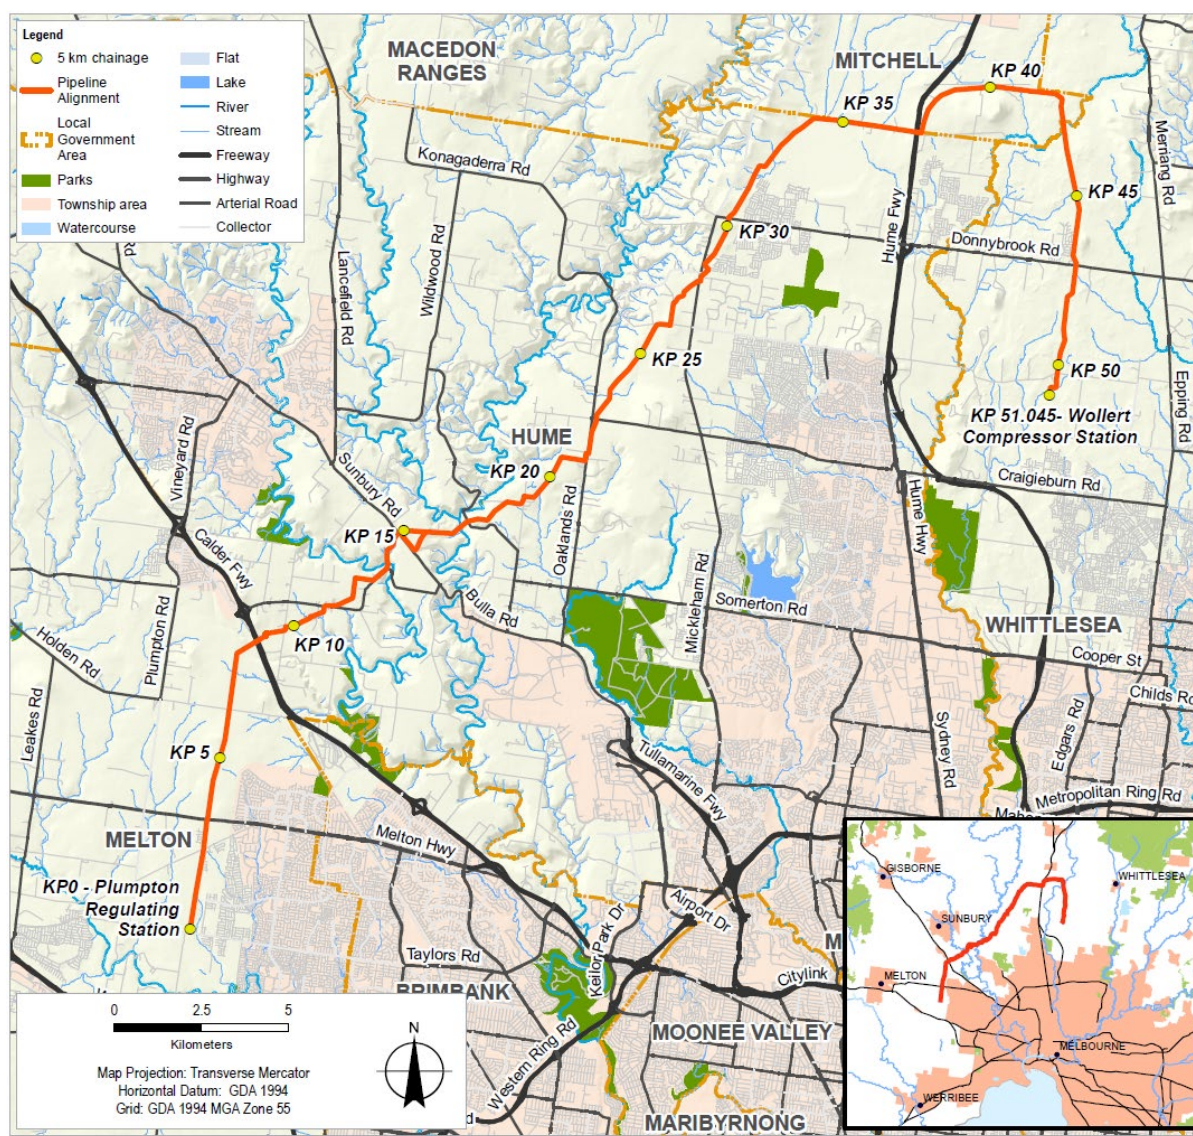 Legend
5 km chainage
Pipeline
Alignment
Local
Government
Area
Parks
Township area
Watercourse
Flat
Lake
River
Stream
Freeway
Highway
Arterial Road
Collector
MACEDON
RANGES
MITCHELL
KP 40
KP 35
Merriang Rd
Konagaderra Rd
KP 45
Rd
Lancefield Rd
Wildwood Rd
KP 30
Hume Fwy
Donnybrook Rd
KP 25
KP 50
Epping Rd
KP 51.045- Wollert
Compressor Station
Vineyard Rd
HUME
Sunbury Rd
KP 20
Craigieburn Rd
Hume Hwy
KP 15
Oaklands Rd
Calder Fwy
Mickleham Rd
Bulla Rd
Somerton Rd
Plumpton Rd
KP 10
WHITTLESEA
Holden Rd
Cooper St
Childs Rd
Leakes Rd
Edgars Rd
Sydney Rd
KP 5
Tullamarine Fwy
Metropolitan Ring Rd
MELTON
Melton Hwy
KP0 - Plumpton
Regulating
Station
Airport Dr
Keilor Park Dr
Taylors Rd
Citylink
BRIMBANK
MOONEE VALLEY
Western Ring Rd
MARIBYRNONG
0 2.5 5
Kilometers
Map Projection: Transverse Mercator
Horizontal Datum: GDA 1994
Grid: GDA 1994 MGA Zone 55
N
GISBORNE
WHITTLESEA
SUNBURY
MELTON
MELBOURNE
WERRIBEE